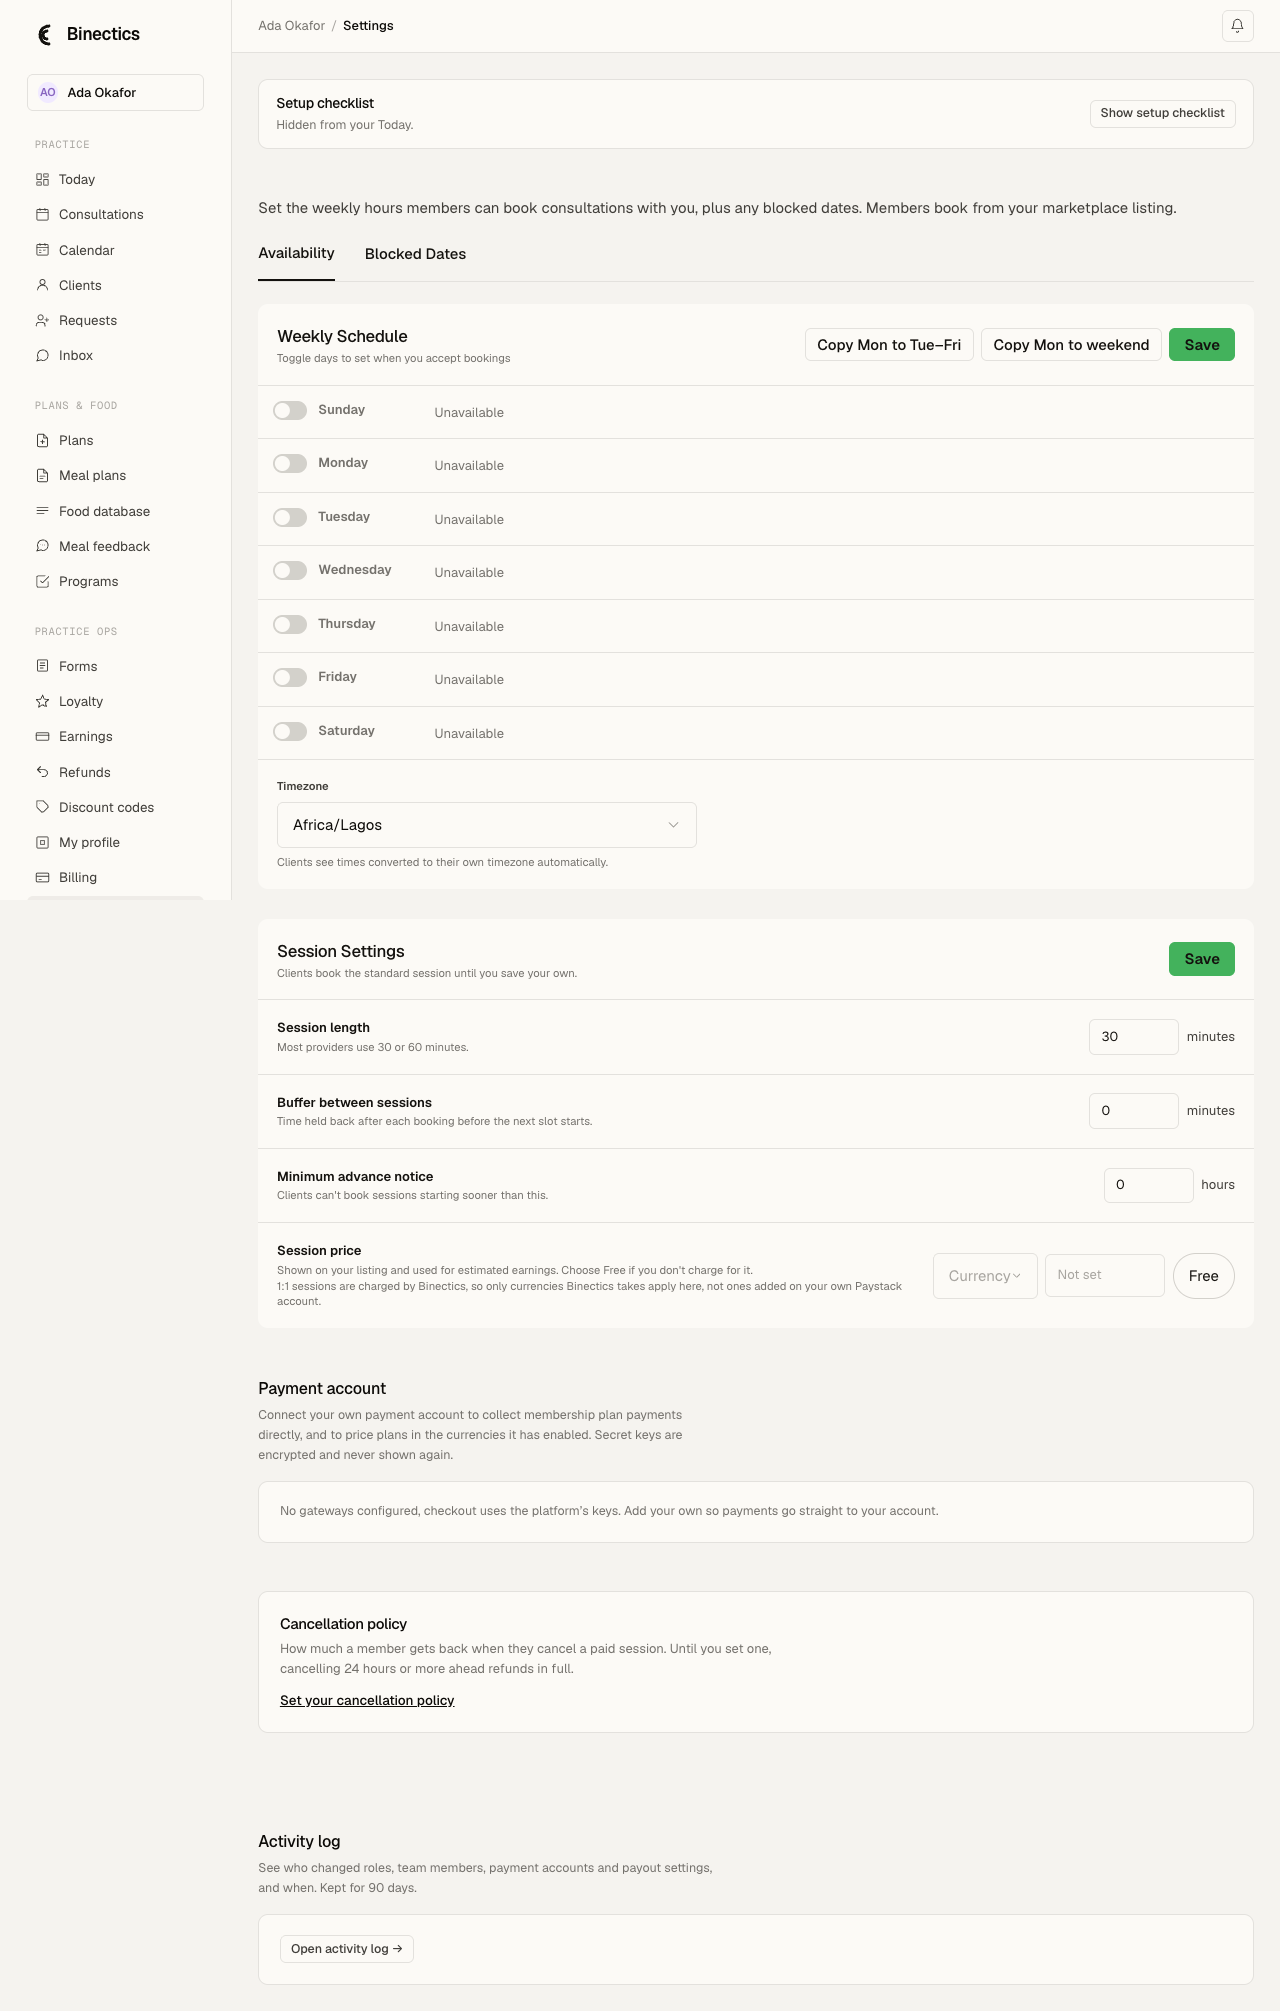 Binectics
AO Ada Okafor
PRACTICE
Today
Consultations
Calendar
Clients
Requests
Inbox
PLANS & FOOD
Plans
Meal plans
Food database
Meal feedback
Programs
PRACTICE OPS
Forms
Loyalty
Earnings
Refunds
Discount codes
My profile
Billing
Ada Okafor / Settings
Setup checklist
Hidden from your Today.
Show setup checklist
Set the weekly hours members can book consultations with you, plus any blocked dates. Members book from your marketplace listing.
Availability Blocked Dates
Weekly Schedule
Toggle days to set when you accept bookings
Copy Mon to Tue–Fri Copy Mon to weekend Save
Sunday Unavailable
Monday Unavailable
Tuesday Unavailable
Wednesday Unavailable
Thursday Unavailable
Friday Unavailable
Saturday Unavailable
Timezone
Africa/Lagos
Clients see times converted to their own timezone automatically.
Session Settings
Clients book the standard session until you save your own.
Save
Session length
Most providers use 30 or 60 minutes.
30 minutes
Buffer between sessions
Time held back after each booking before the next slot starts.
0 minutes
Minimum advance notice
Clients can't book sessions starting sooner than this.
0 hours
Session price
Shown on your listing and used for estimated earnings. Choose Free if you don't charge for it.
1:1 sessions are charged by Binectics, so only currencies Binectics takes apply here, not ones added on your own Paystack
account.
Currency Not set Free
Payment account
Connect your own payment account to collect membership plan payments
directly, and to price plans in the currencies it has enabled. Secret keys are
encrypted and never shown again.
No gateways configured, checkout uses the platform's keys. Add your own so payments go straight to your account.
Cancellation policy
How much a member gets back when they cancel a paid session. Until you set one,
cancelling 24 hours or more ahead refunds in full.
Set your cancellation policy
Activity log
See who changed roles, team members, payment accounts and payout settings,
and when. Kept for 90 days.
Open activity log →